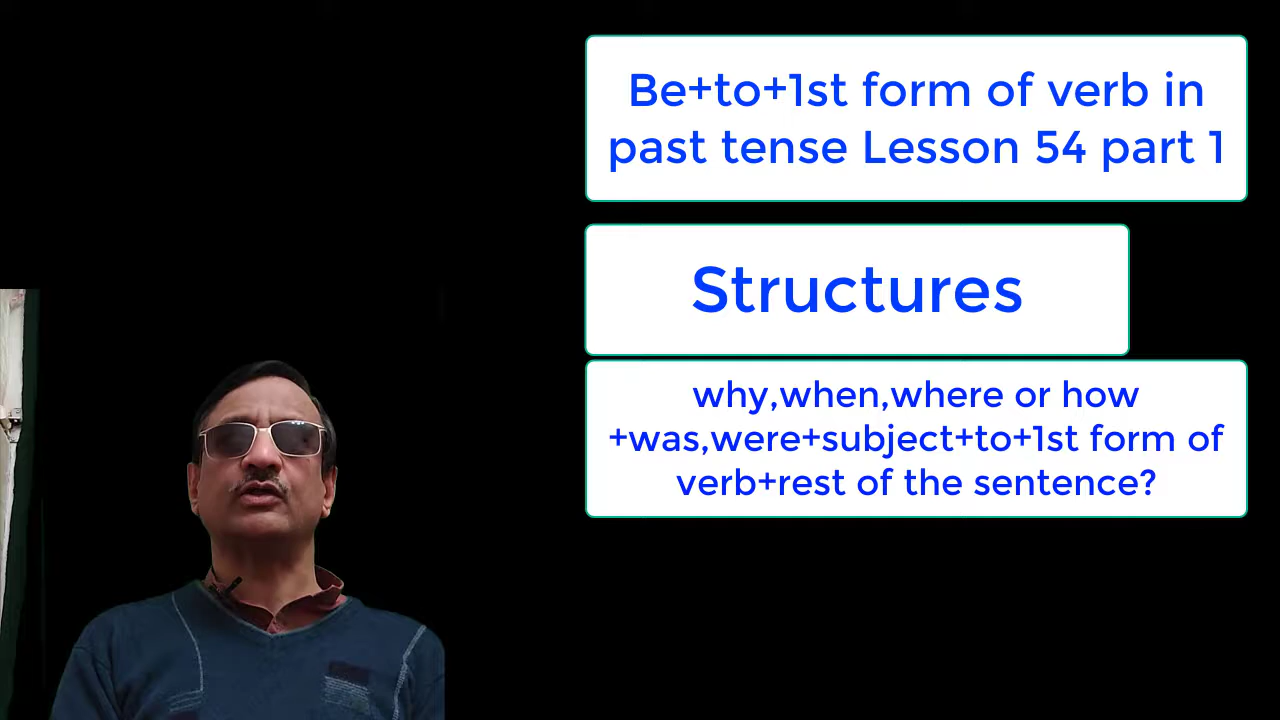 Be+to+1st form of verb in
past tense Lesson 54 part 1
Structures
why,when,where or how
+was,were+subject+to+1st form of
verb+rest of the sentence?